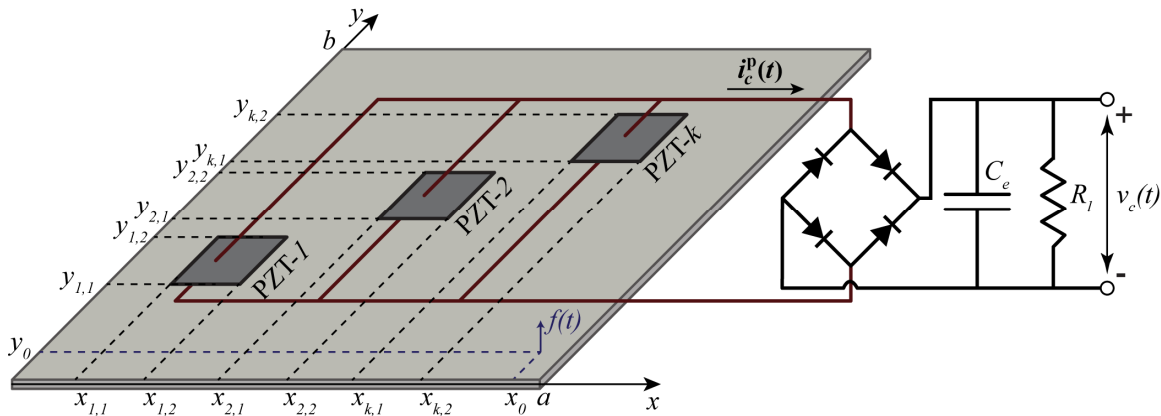 y
b
i_c^p(t)
y_{k,2}
PZT-k
+
y_{k,1}
y_{2,2}
PZT-2
C_e
R_l
v_c(t)
y_{2,1}
y_{1,2}
PZT-1
y_{1,1}
-
f(t)
y_0
x_{1,1} x_{1,2} x_{2,1} x_{2,2} x_{k,1} x_{k,2} x_0 a x